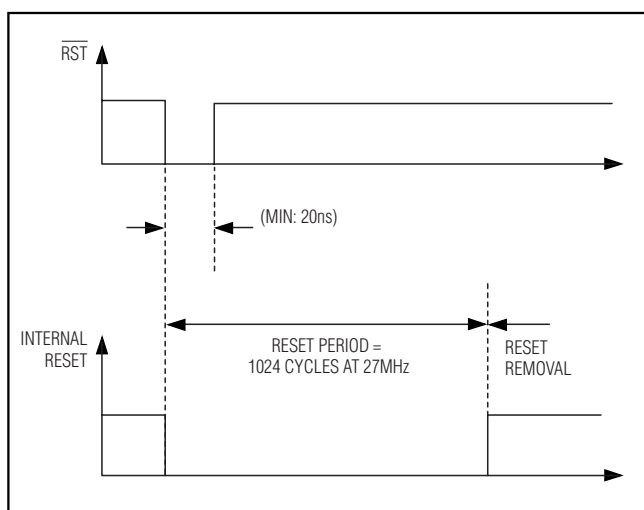 RST
(MIN: 20ns)
INTERNAL
RESET
RESET PERIOD =
1024 CYCLES AT 27MHz
RESET
REMOVAL